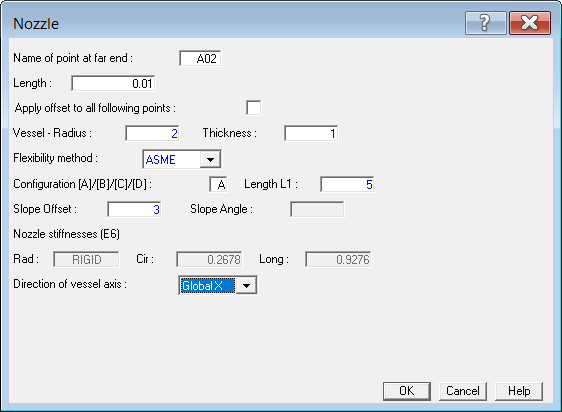 Nozzle
Name of point at far end : A02
Length : 0.01
Apply offset to all following points :
Vessel - Radius : 2 Thickness : 1
Flexibility method : ASME
Configuration [A]/[B]/[C]/[D] : A Length L1 : 5
Slope Offset : 3 Slope Angle :
Nozzle stiffnesses (E6)
Rad : RIGID Cir : 0.2678 Long : 0.9276
Direction of vessel axis : Global X
OK Cancel Help